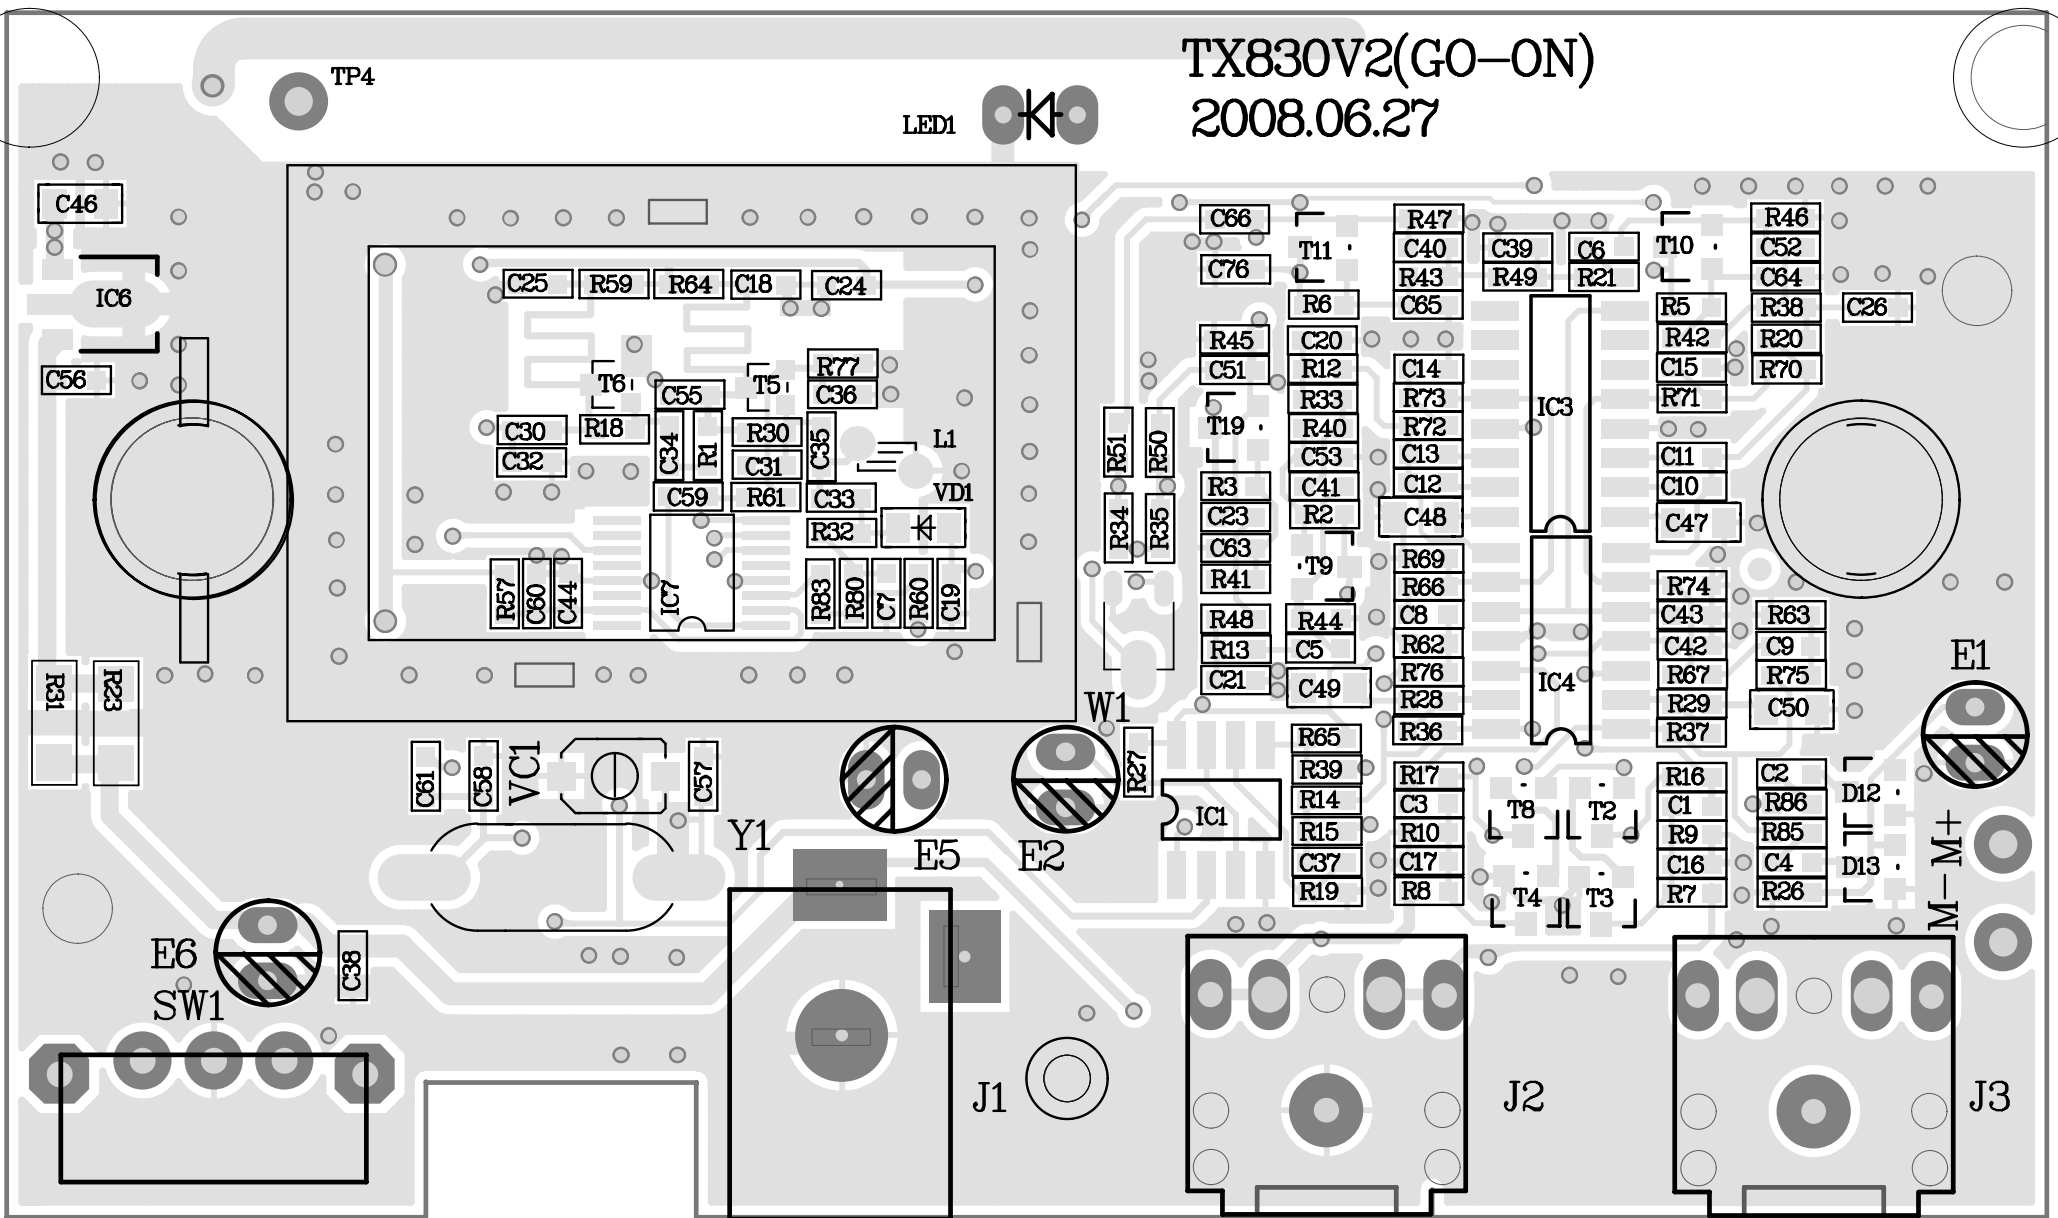 TX830V2(GO-ON)
2008.06.27
TP4
LED1
C46
IC6
C56
C25
R59
R64
C18
C24
T6
C55
T5
R77
C36
C30
R18
C34
R1
R30
C35
L1
C32
C31
C59
R61
C33
VD1
R32
R57
C60
C44
IC7
R83
R80
C7
R60
C19
R31
R23
C61
C58
VC1
C57
Y1
E5
E2
W1
R27
E6
C38
SW1
J1
R51
R50
R34
R35
C66
T11
C76
R6
R45
C20
C51
R12
R33
T19
R40
C53
R3
C41
C23
R2
C63
T9
R41
R48
R44
R13
C5
C21
C49
R65
R39
R14
IC1
R15
C37
R19
R47
C40
R43
C65
C14
R73
R72
C13
C12
C48
R69
R66
C8
R62
R76
R28
R36
R17
C3
R10
C17
R8
C39
C6
R49
R21
IC3
IC4
T8
T2
T4
T3
T10
R5
R42
C15
R71
C11
C10
C47
R74
C43
C42
R67
R29
R37
R16
C1
R9
C16
R7
R46
C52
C64
R38
C26
R20
R70
R63
C9
R75
C50
C2
R86
R85
C4
R26
D12
D13
E1
M- M+
J2
J3